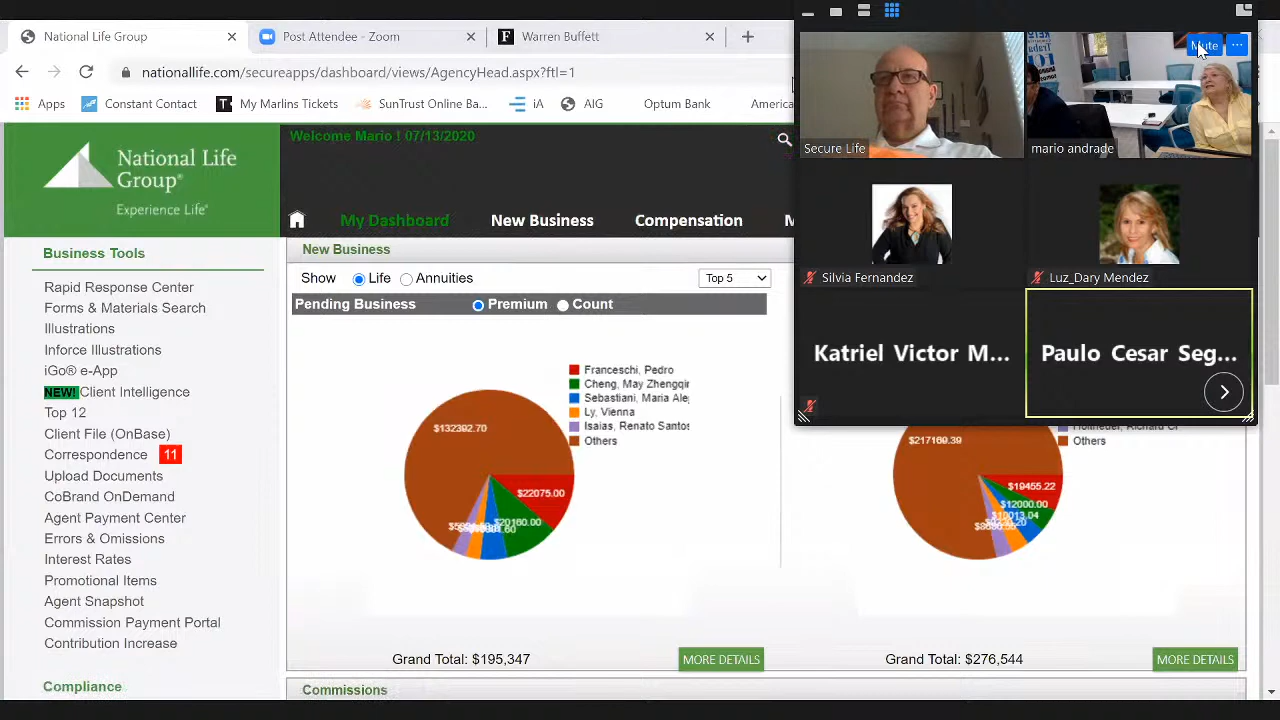 National Life Group
Post Attendee - Zoom
Warren Buffett
nationallife.com/secureapps/dashboard/views/AgencyHead.aspx?ftl=1
Apps
Constant Contact
My Marlins Tickets
SunTrust Online Ba...
iA
AIG
Optum Bank
America
National Life
Group®
Experience Life®
Welcome Mario ! 07/13/2020
My Dashboard
New Business
Compensation
M
Business Tools
Rapid Response Center
Forms & Materials Search
Illustrations
Inforce Illustrations
iGo® e-App
NEW! Client Intelligence
Top 12
Client File (OnBase)
Correspondence 11
Upload Documents
CoBrand OnDemand
Agent Payment Center
Errors & Omissions
Interest Rates
Promotional Items
Agent Snapshot
Commission Payment Portal
Contribution Increase
Compliance
New Business
Show Life Annuities
Top 5
Pending Business Premium Count
Franceschi, Pedro
Cheng, May Zhengqin
Sebastiani, Maria Ale
Ly, Vienna
Isaias, Renato Santos
Others
$132392.70
$22075.00
$20160.00
Grand Total: $195,347
MORE DETAILS
Others
$217169.39
$19455.22
$12000.00
$10013.04
Grand Total: $276,544
MORE DETAILS
Commissions
Mute
Secure Life
mario andrade
Silvia Fernandez
Luz_Dary Mendez
Katriel Victor M...
Paulo Cesar Seg...